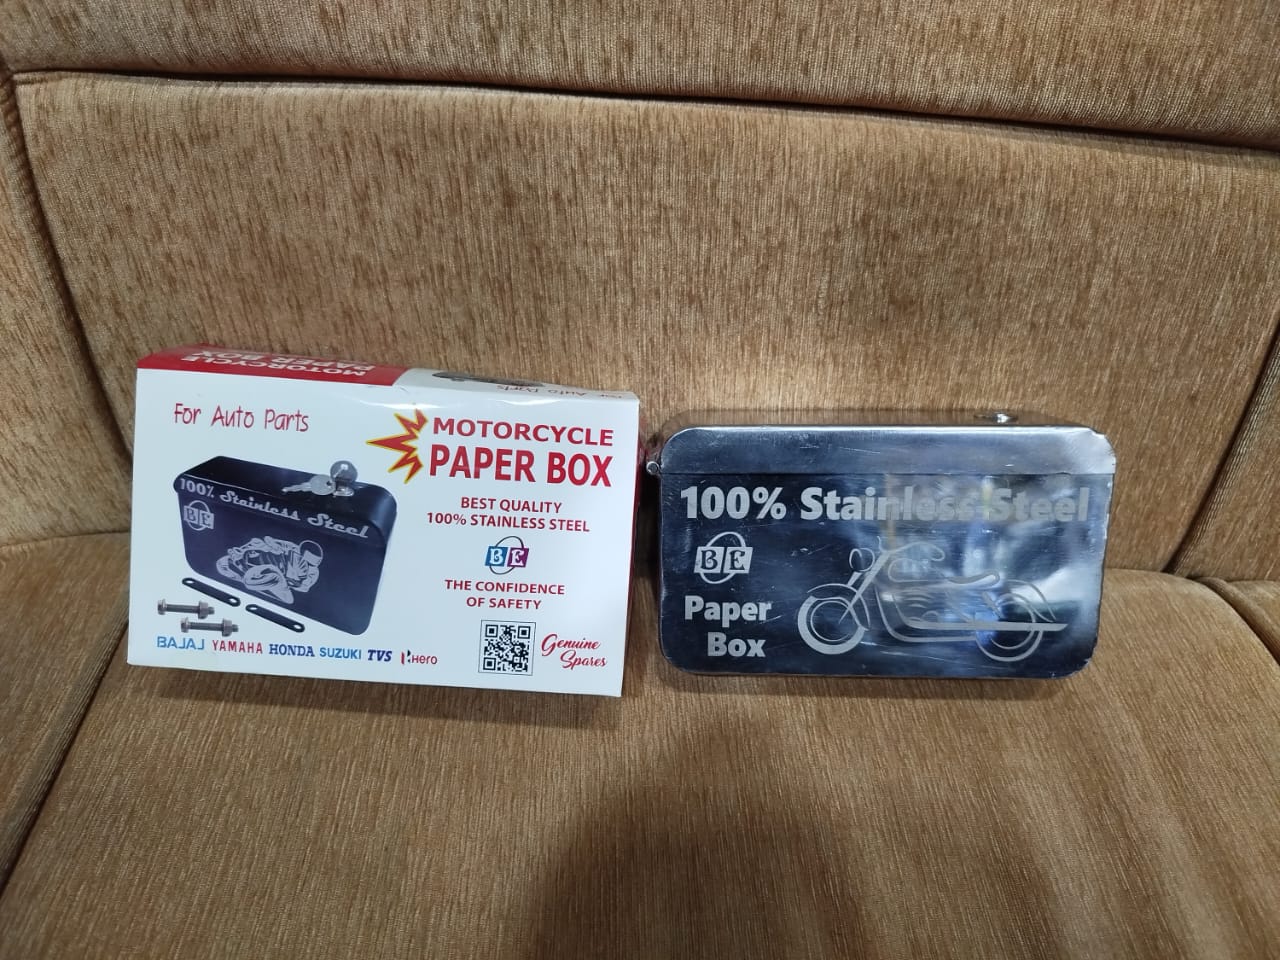 MOTORCYCLE
PAPER BOX
For Auto Parts
For Auto Parts
MOTORCYCLE
PAPER BOX
BEST QUALITY
100% STAINLESS STEEL
BE
THE CONFIDENCE
OF SAFETY
Genuine
Spares
100% Stainless Steel
BE
BAJAJ YAMAHA HONDA SUZUKI TVS Hero
100% Stainless Steel
BE
Paper
Box